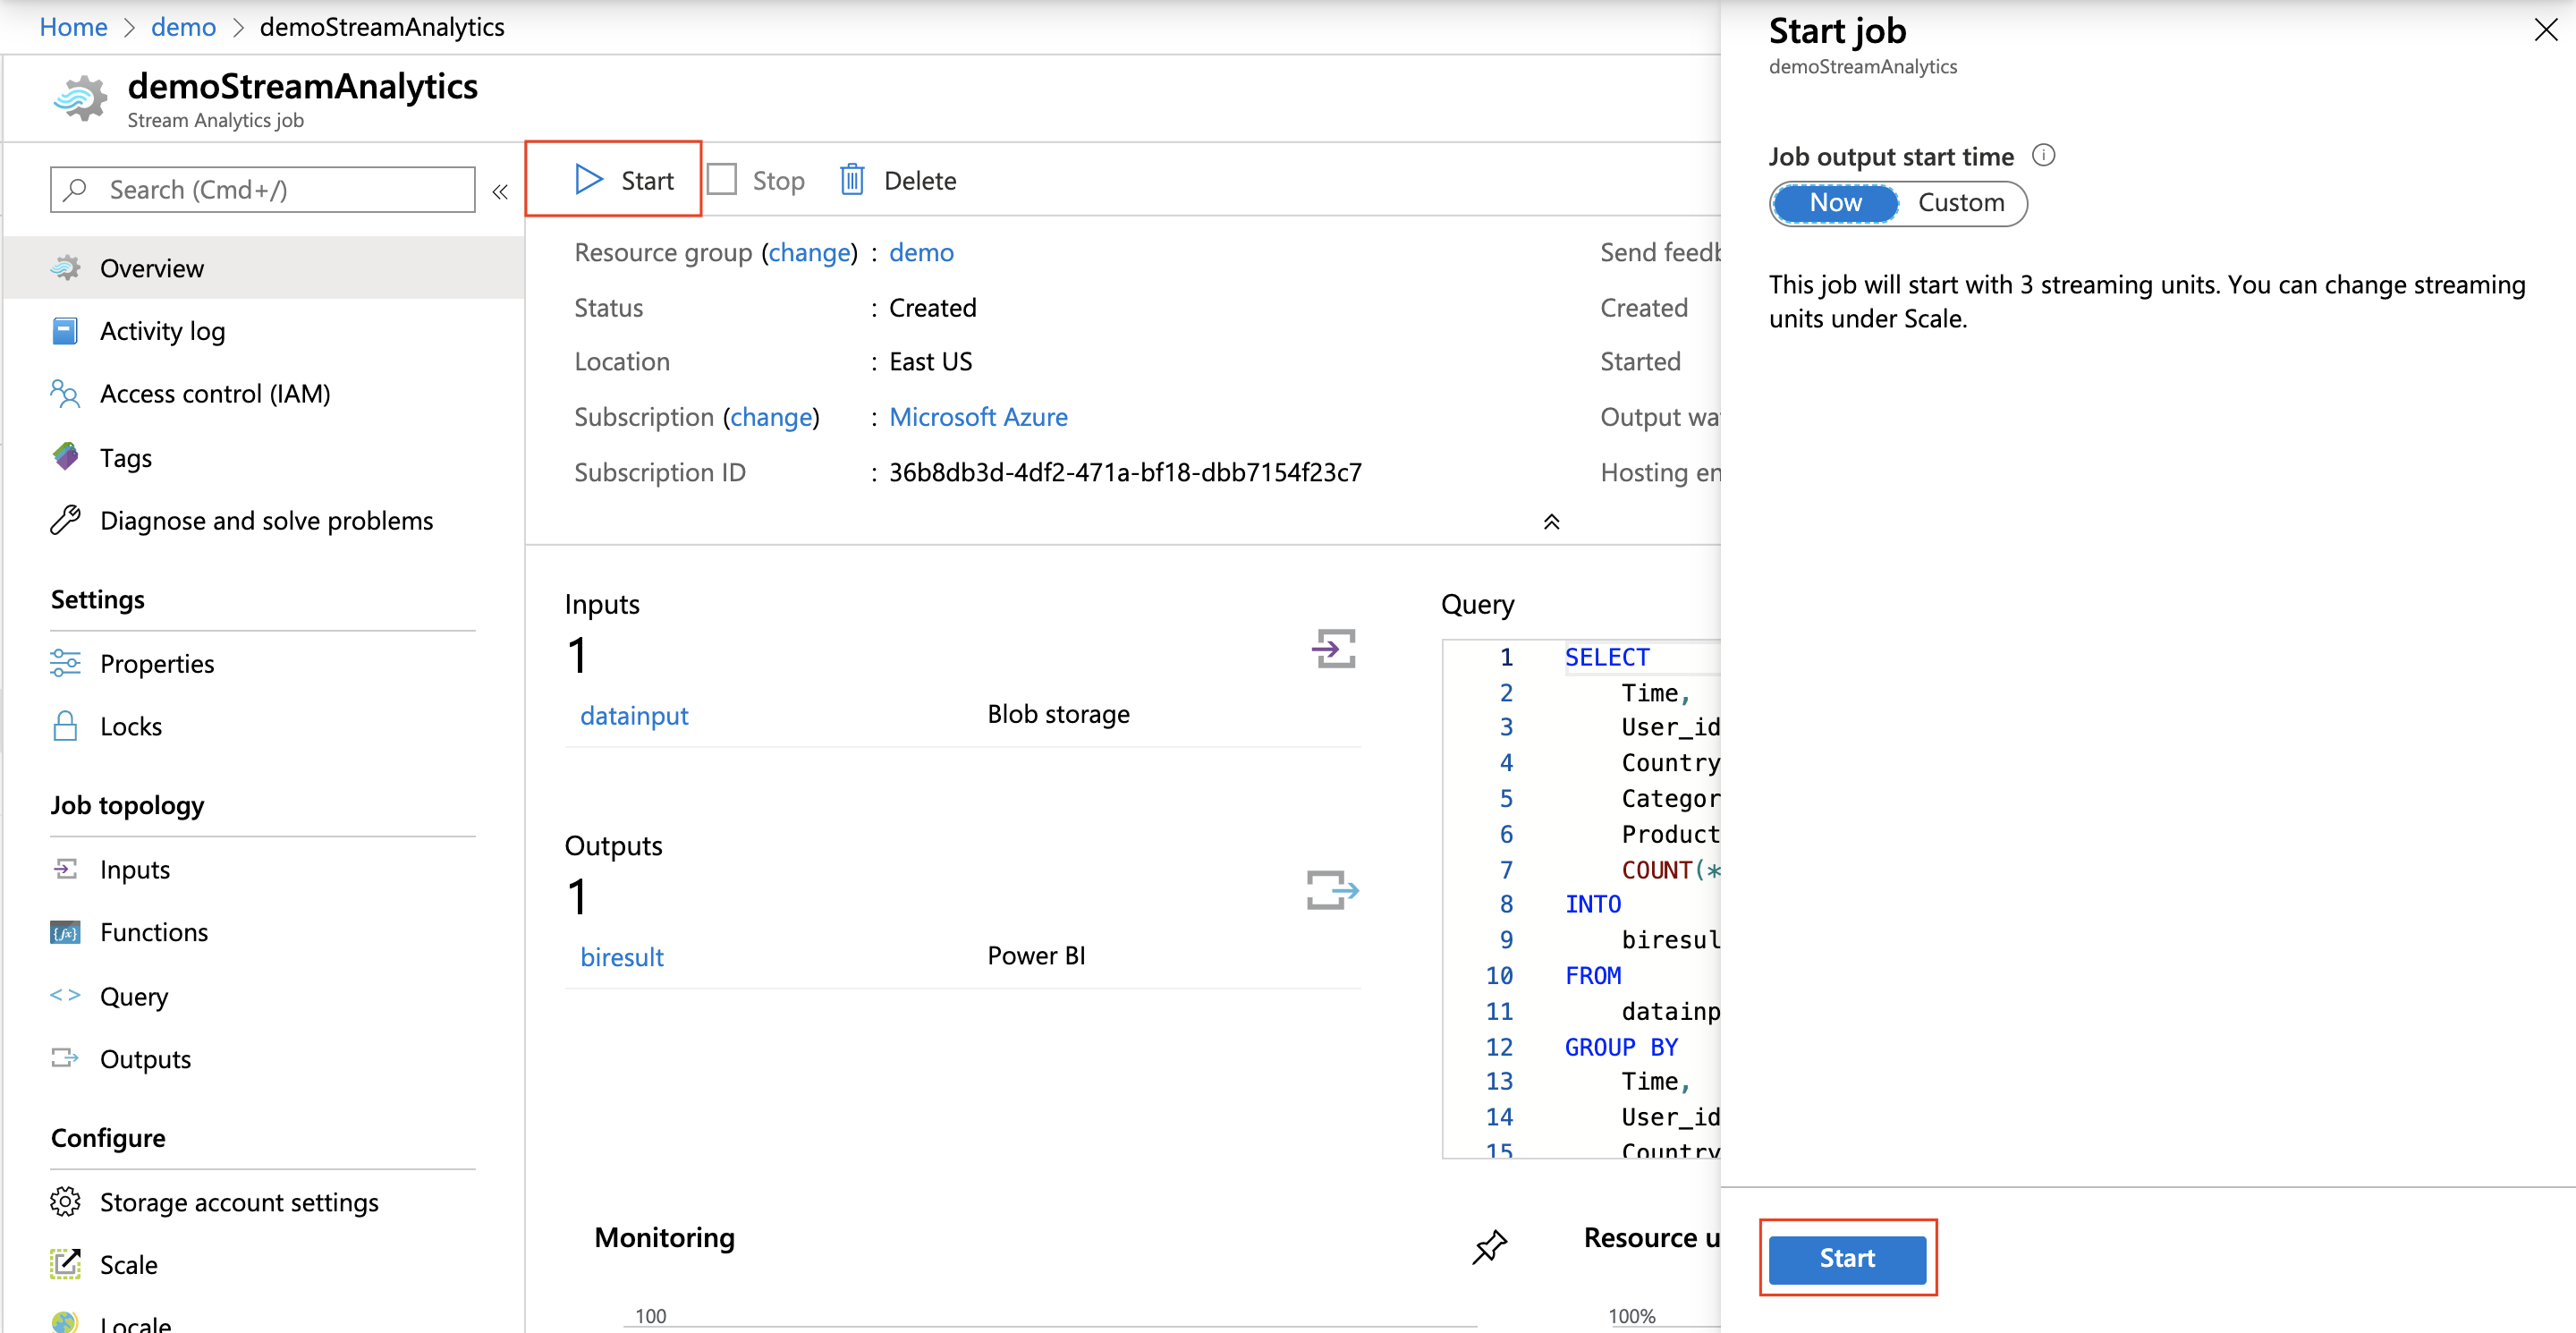 Home > demo > demoStreamAnalytics
demoStreamAnalytics
Stream Analytics job
Search (Cmd+/)
«
Overview
Activity log
Access control (IAM)
Tags
Diagnose and solve problems
Settings
Properties
Locks
Job topology
Inputs
Functions
Query
Outputs
Configure
Storage account settings
Scale
Locale
Start Stop Delete
Resource group (change) : demo
Status : Created
Location : East US
Subscription (change) : Microsoft Azure
Subscription ID : 36b8db3d-4df2-471a-bf18-dbb7154f23c7
Send feedb
Created
Started
Output wa
Hosting en
Inputs
1
datainput Blob storage
Outputs
1
biresult Power BI
Query
1 SELECT
2 Time,
3 User_id
4 Country
5 Categor
6 Product
7 COUNT(*
8 INTO
9 biresul
10 FROM
11 datainp
12 GROUP BY
13 Time,
14 User_id
15 Country
Monitoring
100
Resource u
100%
Start job
demoStreamAnalytics
Job output start time
Now Custom
This job will start with 3 streaming units. You can change streaming
units under Scale.
Start